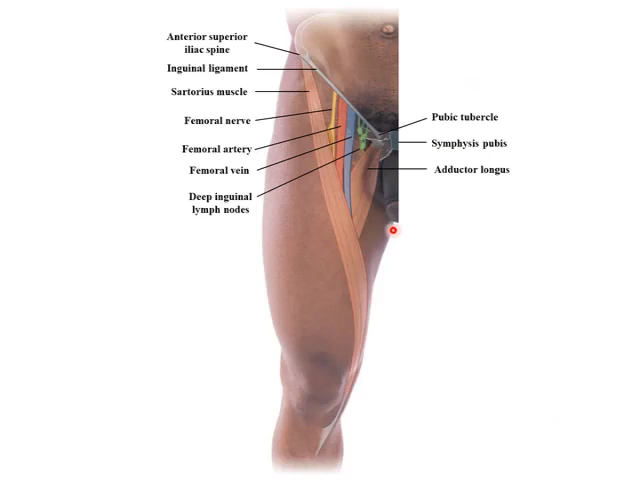 Anterior superior
iliac spine
Inguinal ligament
Sartorius muscle
Femoral nerve
Femoral artery
Femoral vein
Deep inguinal
lymph nodes
Pubic tubercle
Symphysis pubis
Adductor longus